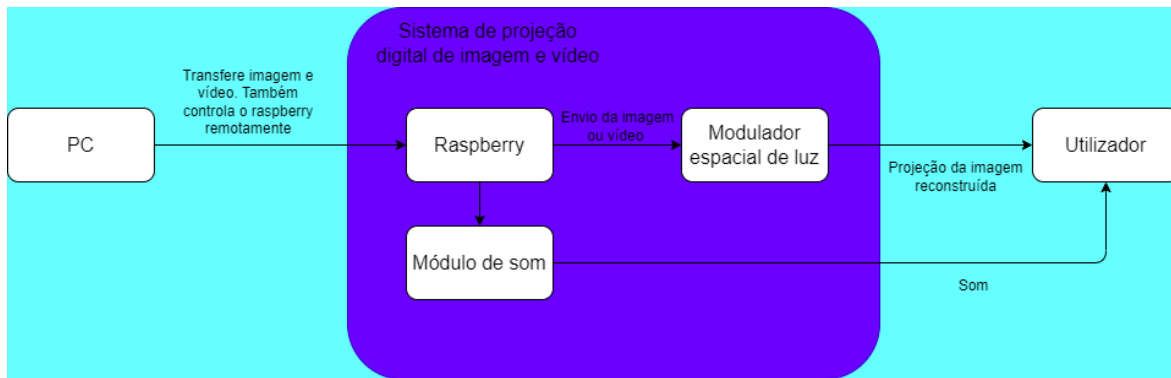 Sistema de projeção
digital de imagem e vídeo
Transfere imagem e
vídeo. Também
controla o raspberry
remotamente
PC
Raspberry
Envio da imagem
ou vídeo
Modulador
espacial de luz
Projeção da imagem
reconstruída
Utilizador
Módulo de som
Som